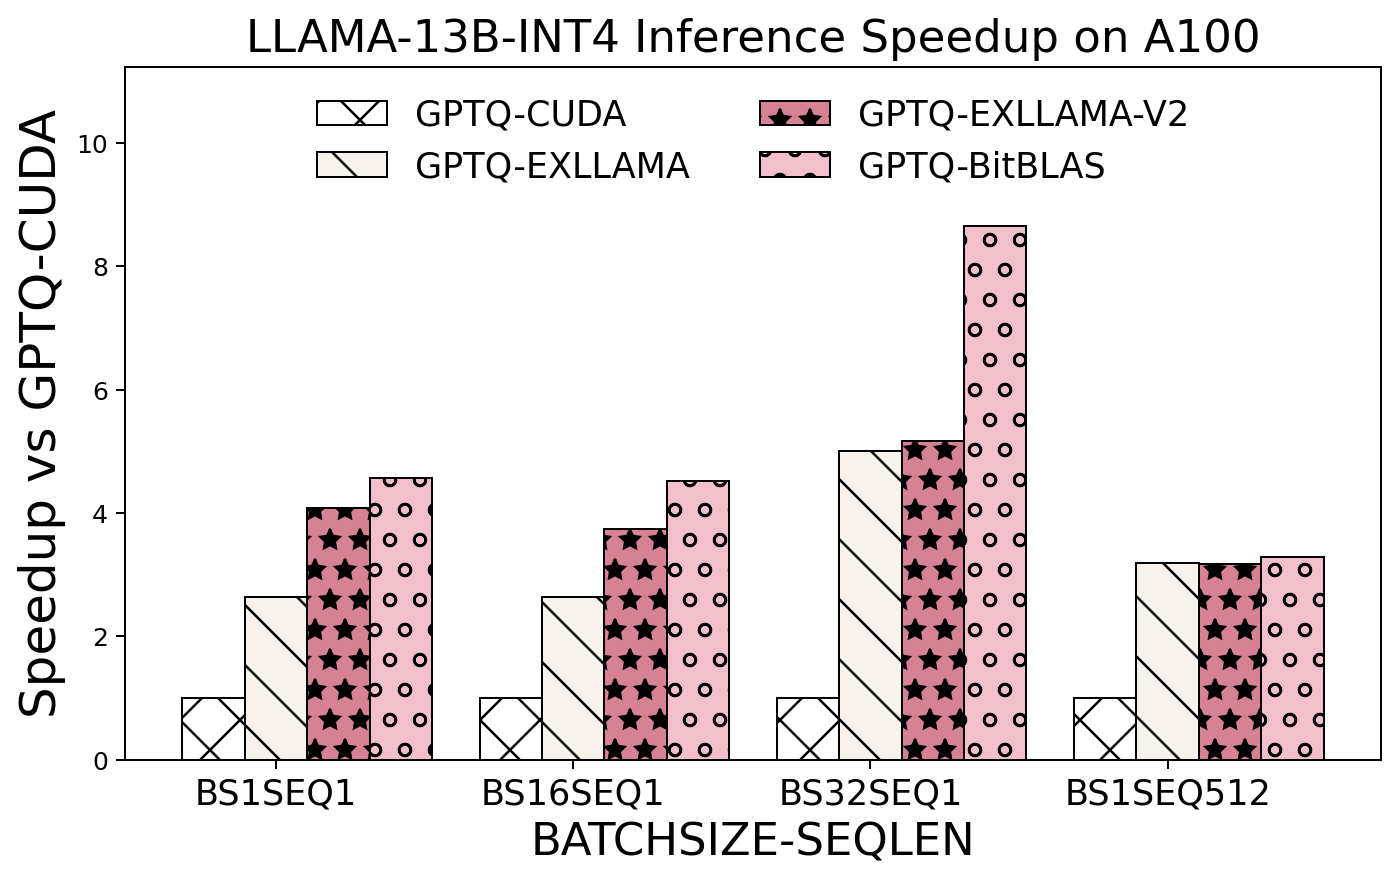 LLAMA-13B-INT4 Inference Speedup on A100
GPTQ-CUDA
GPTQ-EXLLAMA
GPTQ-EXLLAMA-V2
GPTQ-BitBLAS
Speedup vs GPTQ-CUDA
10
8
6
4
2
0
BS1SEQ1 BS16SEQ1 BS32SEQ1 BS1SEQ512
BATCHSIZE-SEQLEN